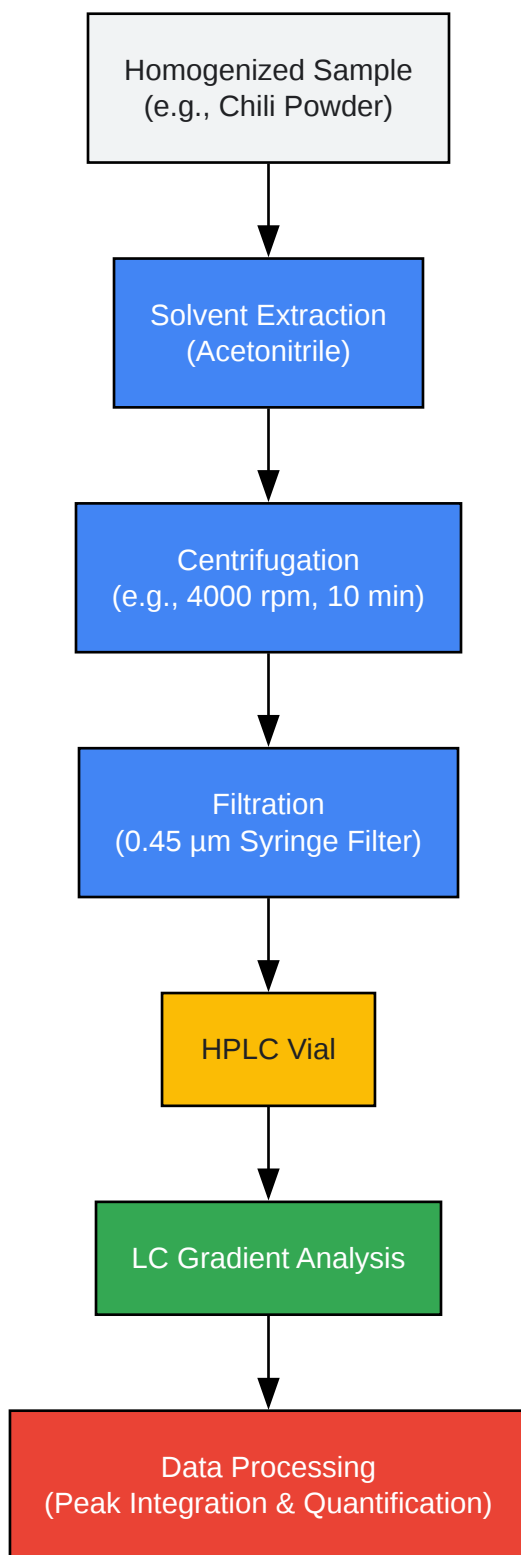 Homogenized Sample
(e.g., Chili Powder)
Solvent Extraction
(Acetonitrile)
Centrifugation
(e.g., 4000 rpm, 10 min)
Filtration
(0.45 µm Syringe Filter)
HPLC Vial
LC Gradient Analysis
Data Processing
(Peak Integration & Quantification)